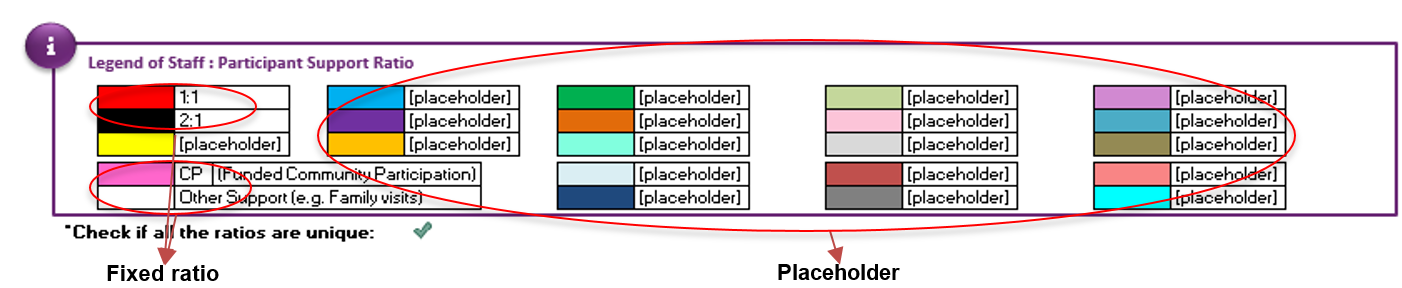 i
Legend of Staff : Participant Support Ratio
1:1 [placeholder] [placeholder] [placeholder] [placeholder]
2:1 [placeholder] [placeholder] [placeholder] [placeholder]
[placeholder] [placeholder] [placeholder] [placeholder] [placeholder]
CP (Funded Community Participation) [placeholder] [placeholder] [placeholder]
Other Support (e.g. Family visits) [placeholder] [placeholder] [placeholder]
*Check if all the ratios are unique: ✔
Fixed ratio
Placeholder